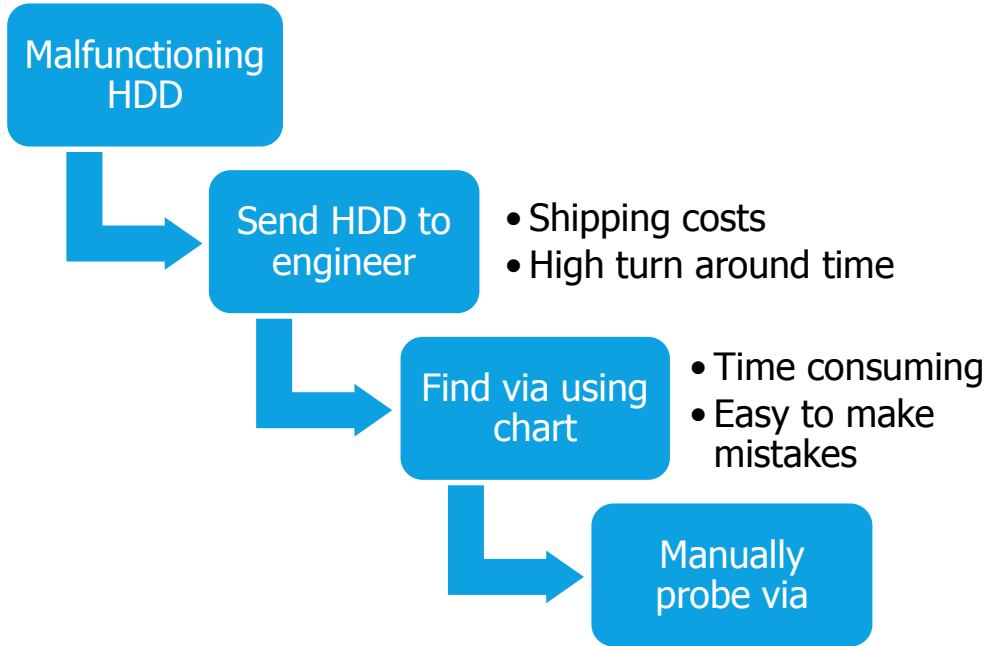 Malfunctioning
HDD
Send HDD to
engineer
• Shipping costs
• High turn around time
Find via using
chart
• Time consuming
• Easy to make
mistakes
Manually
probe via